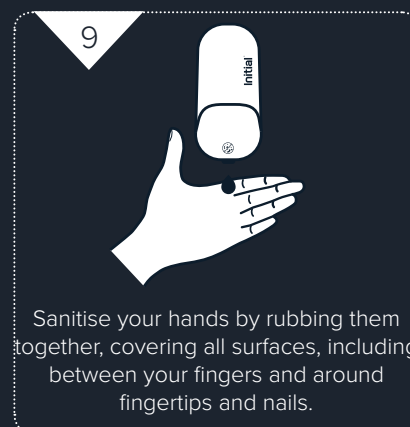 9
Initial
Sanitise your hands by rubbing them
together, covering all surfaces, including
between your fingers and around
fingertips and nails.